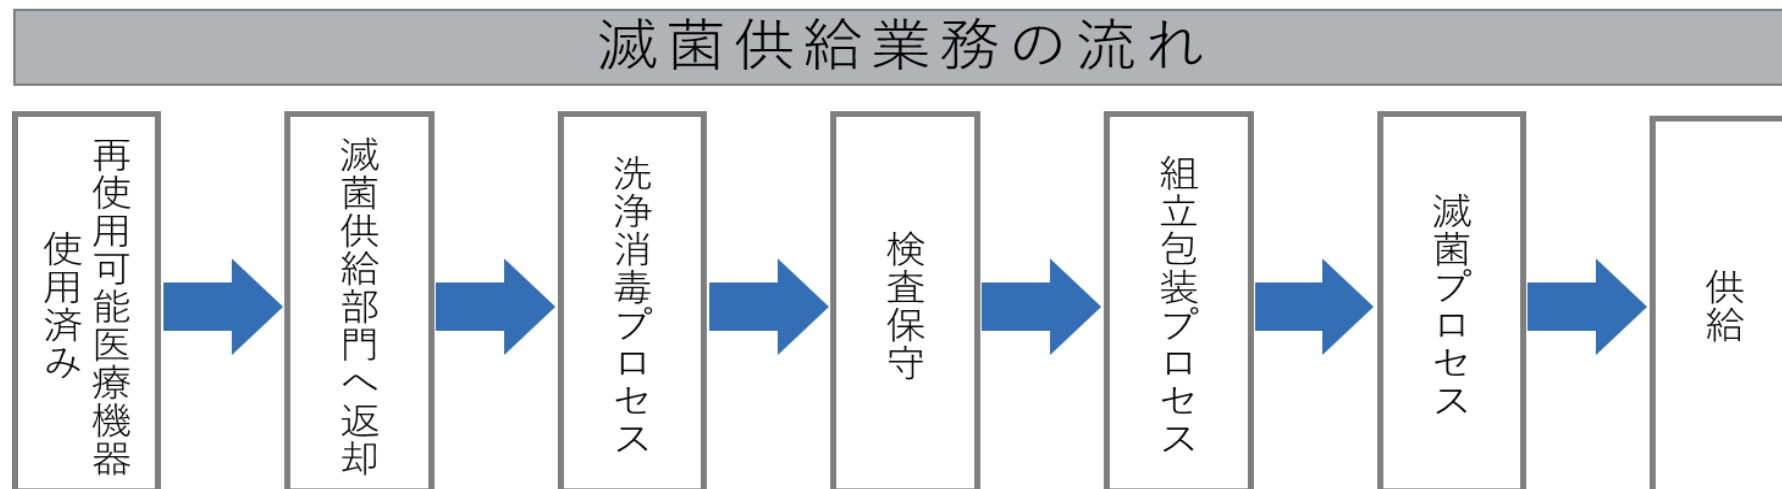 滅菌供給業務の流れ
再使用可能医療機器
使用済み
滅菌供給部門へ返却
洗浄消毒プロセス
検査保守
組立包装プロセス
滅菌プロセス
供給